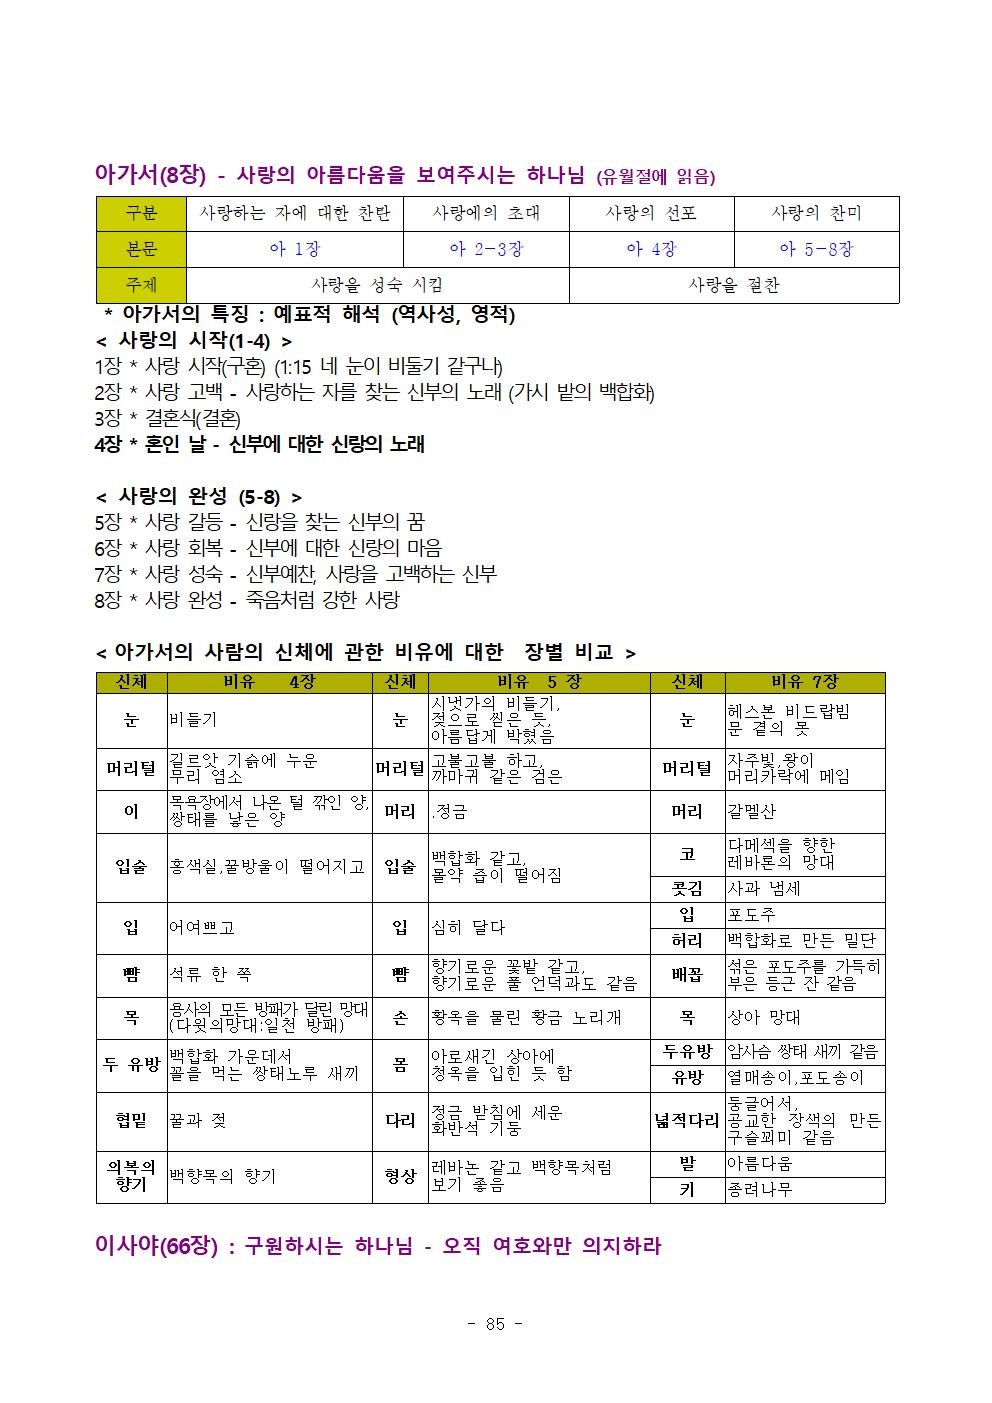 아가서(8장) - 사랑의 아름다움을 보여주시는 하나님 (유월절에 읽음)
구분 사랑하는 자에 대한 찬탄 사랑에의 초대 사랑의 선포 사랑의 찬미
본문 아 1장 아 2-3장 아 4장 아 5-8장
주제 사랑을 성숙 시킴 사랑을 절찬
* 아가서의 특징 : 예표적 해석 (역사성, 영적)
< 사랑의 시작(1-4) >
1장 * 사랑 시작(구혼) (1:15 네 눈이 비둘기 같구나)
2장 * 사랑 고백 - 사랑하는 자를 찾는 신부의 노래 (가시 밭의 백합화)
3장 * 결혼식(결혼)
4장 * 혼인 날 - 신부에 대한 신랑의 노래
< 사랑의 완성 (5-8) >
5장 * 사랑 갈등 - 신랑을 찾는 신부의 꿈
6장 * 사랑 회복 - 신부에 대한 신랑의 마음
7장 * 사랑 성숙 - 신부예찬, 사랑을 고백하는 신부
8장 * 사랑 완성 - 죽음처럼 강한 사랑
< 아가서의 사람의 신체에 관한 비유에 대한 장별 비교 >
신체 비유 4장 신체 비유 5 장 신체 비유 7장
눈 비들기 눈 시냇가의 비들기, 젖으로 씻은 듯, 아름답게 박혔음 눈 헤스본 비드랍빔 문 곁의 못
머리털 길르앗 기슭에 누운 무리 염소 머리털 고불고불 하고, 까마귀 같은 검은 머리털 자주빛,왕이 머리카락에 메임
이 목욕장에서 나온 털 깎인 양, 쌍태를 낳은 양 머리 .정금 머리 갈멜산
입술 홍색실,꿀방울이 떨어지고 입술 백합화 같고, 몰약 즙이 떨어짐 코 다메섹을 향한 레바론의 망대
콧김 사과 냄세
입 어여쁘고 입 심히 달다 입 포도주
허리 백합화로 만든 밀단
뺨 석류 한 쪽 뺨 향기로운 꽃밭 같고, 향기로운 풀 언덕과도 같음 배꼽 섞은 포도주를 가득히 부은 등근 잔 같음
목 용사의 모든 방패가 달린 망대 (다윗의망대:일천 방패) 손 황옥을 물린 황금 노리개 목 상아 망대
두 유방 백합화 가운데서 꼴을 먹는 쌍태노루 새끼 몸 아로새긴 상아에 청옥을 입힌 듯 함 두유방 암사슴 쌍태 새끼 같음
유방 열매송이,포도송이
협밑 꿀과 젖 다리 정금 받침에 세운 화반석 기둥 넓적다리 둥글어서, 공교한 장색의 만든 구슬꾀미 같음
의복의 향기 백향목의 향기 형상 레바논 같고 백향목처럼 보기 좋음 발 아름다움
키 종려나무
이사야(66장) : 구원하시는 하나님 - 오직 여호와만 의지하라
- 85 -